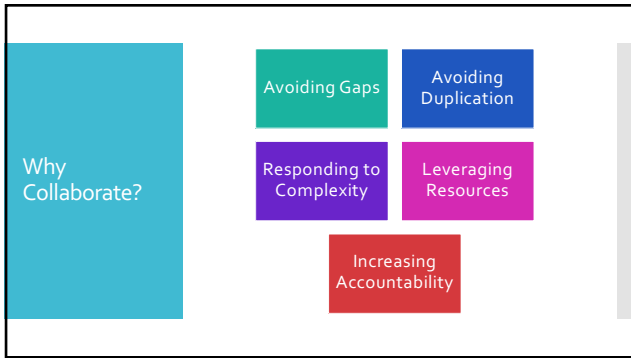 Why
Collaborate?
Avoiding Gaps
Avoiding
Duplication
Responding to
Complexity
Leveraging
Resources
Increasing
Accountability